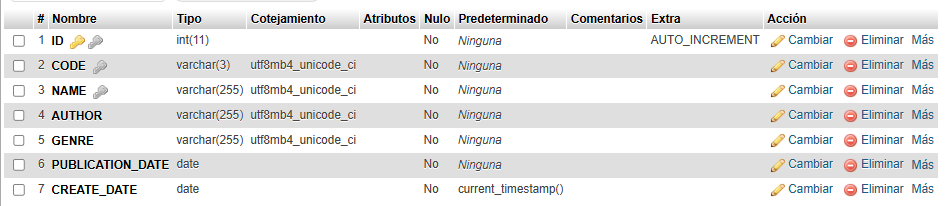 # Nombre Tipo Cotejamiento Atributos Nulo Predeterminado Comentarios Extra Acción
1 ID int(11) No Ninguna AUTO_INCREMENT Cambiar Eliminar Más
2 CODE varchar(3) utf8mb4_unicode_ci No Ninguna Cambiar Eliminar Más
3 NAME varchar(255) utf8mb4_unicode_ci No Ninguna Cambiar Eliminar Más
4 AUTHOR varchar(255) utf8mb4_unicode_ci No Ninguna Cambiar Eliminar Más
5 GENRE varchar(255) utf8mb4_unicode_ci No Ninguna Cambiar Eliminar Más
6 PUBLICATION_DATE date No Ninguna Cambiar Eliminar Más
7 CREATE_DATE date No current_timestamp() Cambiar Eliminar Más